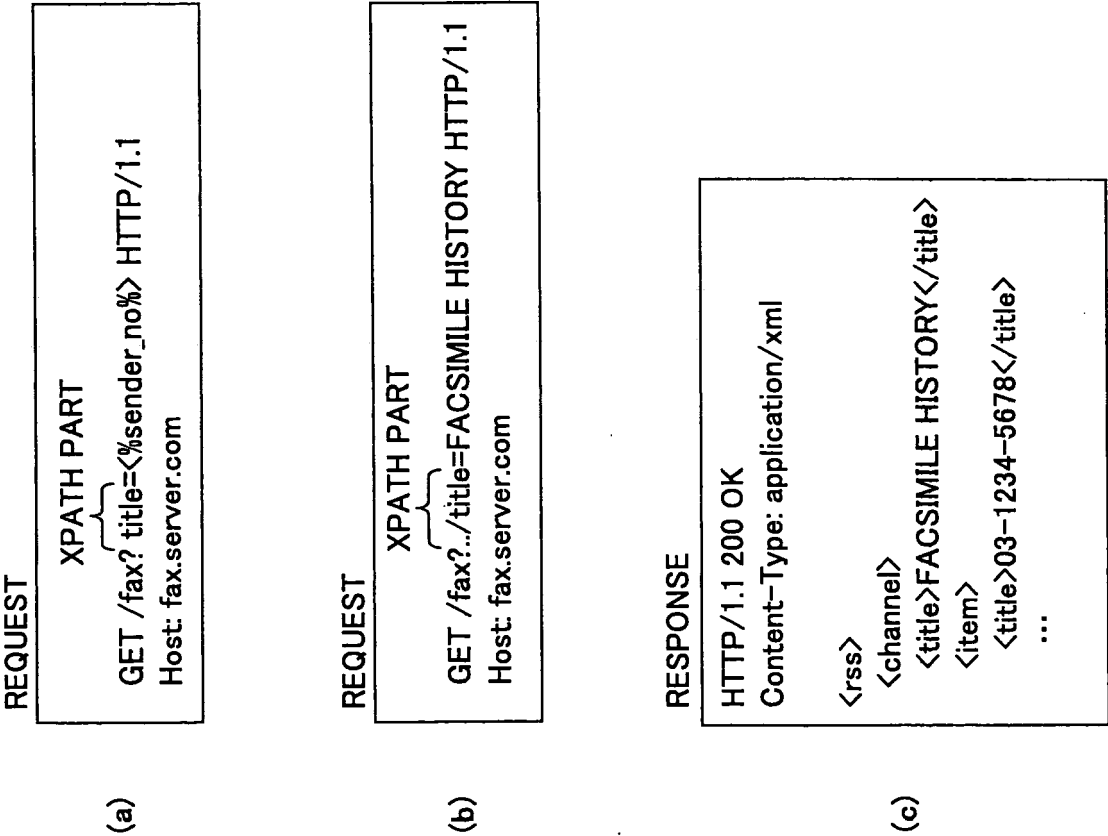 (a)
REQUEST
XPATH PART
GET /fax? title=<%sender_no%> HTTP/1.1
Host: fax.server.com
(b)
REQUEST
XPATH PART
GET /fax?../title=FACSIMILE HISTORY HTTP/1.1
Host: fax.server.com
(c)
RESPONSE
HTTP/1.1 200 OK
Content-Type: application/xml
<rss>
<channel>
<title>FACSIMILE HISTORY</title>
<item>
<title>03-1234-5678</title>
...